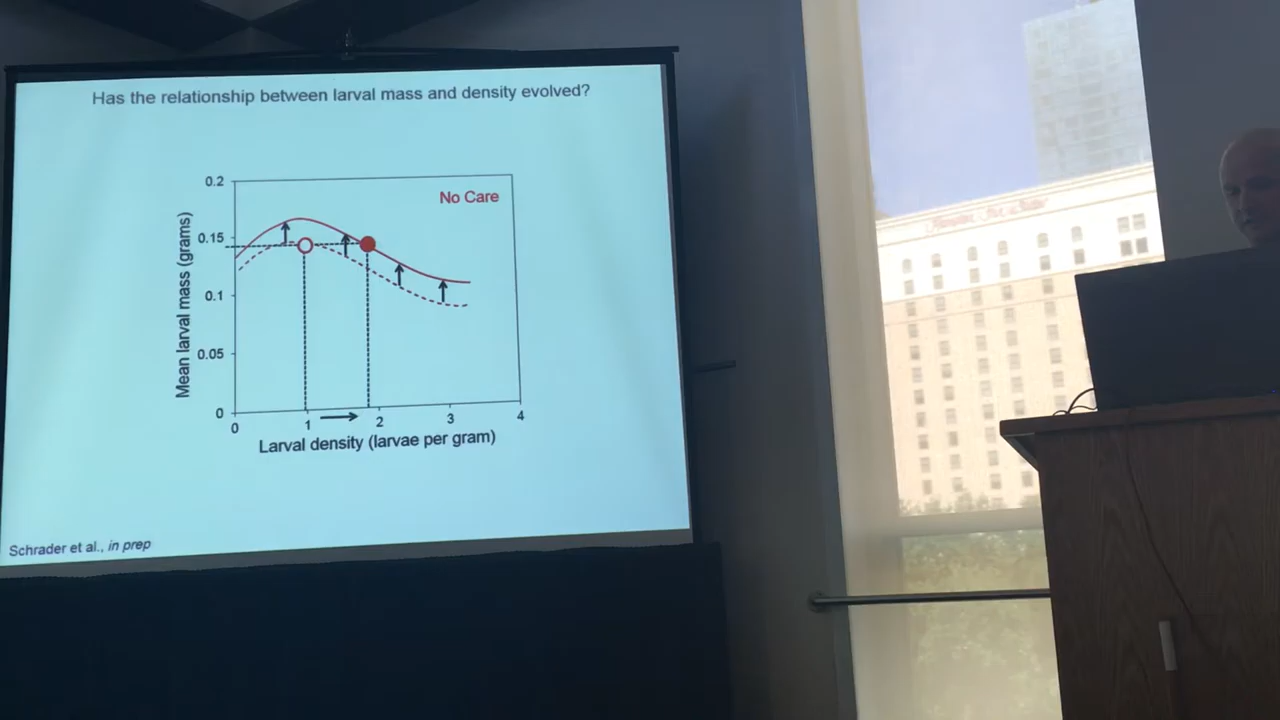 Has the relationship between larval mass and density evolved?
0.2
No Care
0.15
0.1
0.05
0
Mean larval mass (grams)
0 1 2 3 4
Larval density (larvae per gram)
Schrader et al., in prep